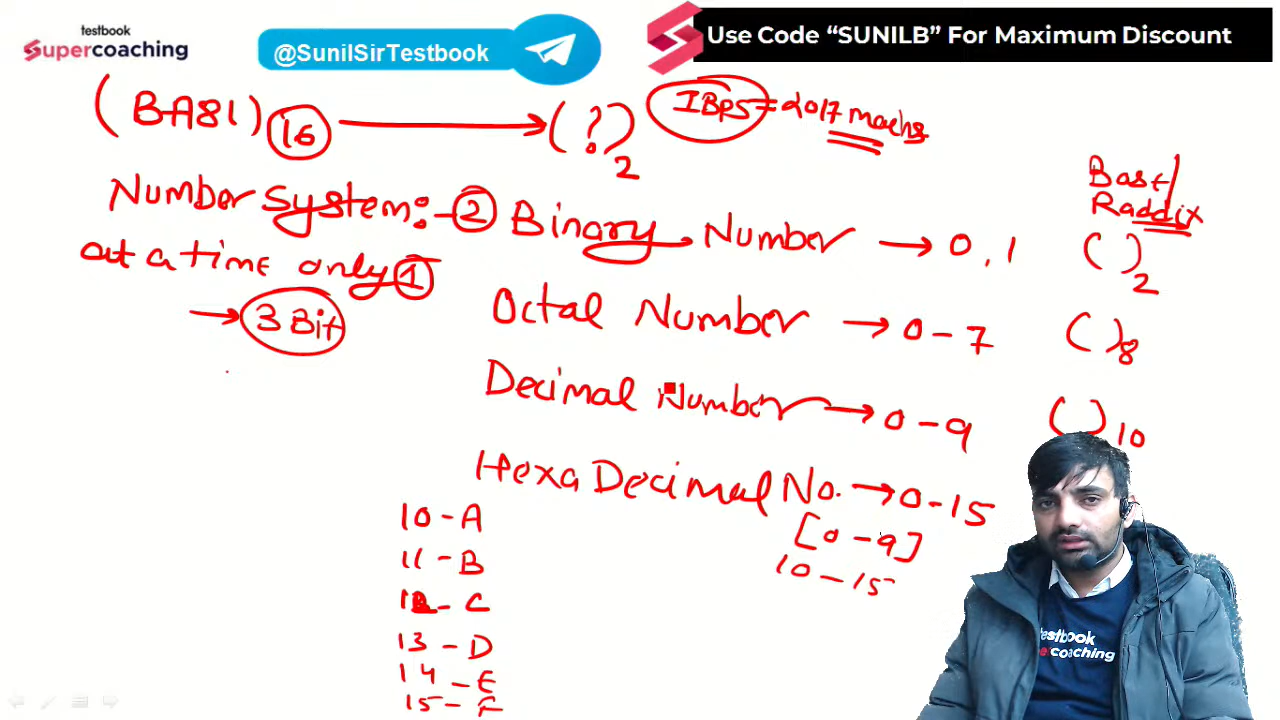 testbook
Supercoaching
@SunilSirTestbook
Use Code “SUNILB” For Maximum Discount
(BA81)16 → (?)2 IBPS = 2017 mains
Base/
Raddix
Number System:- ② Binary Number → 0, 1 ( )2
at a time only ①
→ 3 Bit
Octal Number → 0-7 ( )8
Decimal Number → 0-9 ( )10
Hexa Decimal No. → 0-15
[0-9]
10-15
10-A
11-B
12-C
13-D
14-E
15-F
testbook
supercoaching